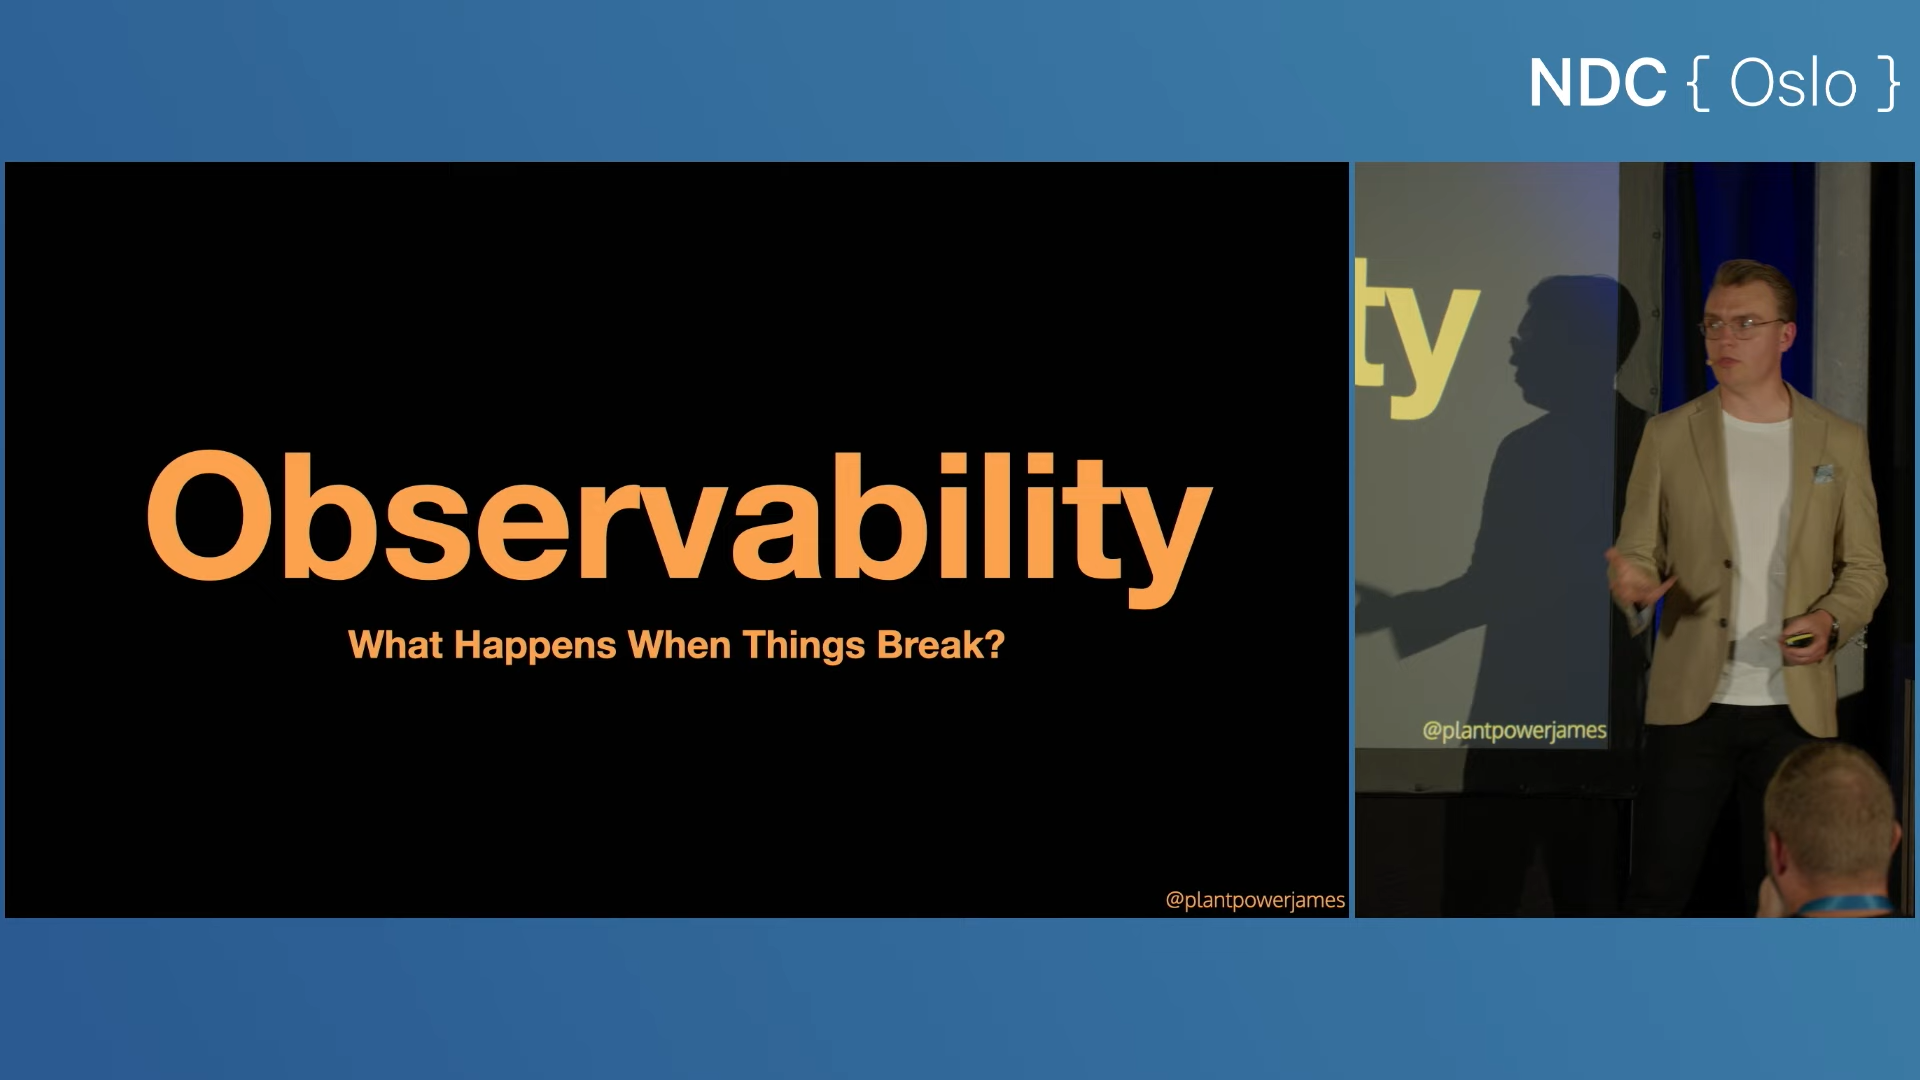 NDC { Oslo }
Observability
What Happens When Things Break?
@plantpowerjames
ty
@plantpowerjames